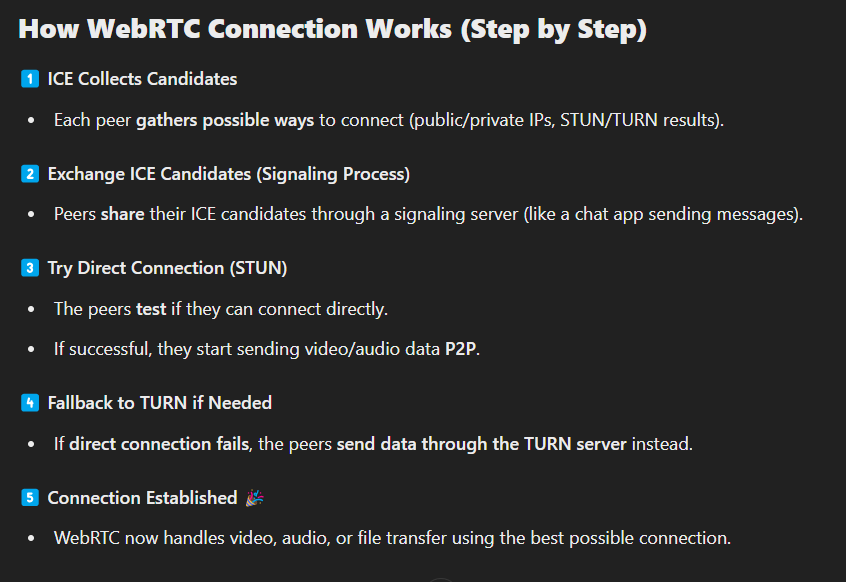 How WebRTC Connection Works (Step by Step)
1 ICE Collects Candidates
• Each peer gathers possible ways to connect (public/private IPs, STUN/TURN results).
2 Exchange ICE Candidates (Signaling Process)
• Peers share their ICE candidates through a signaling server (like a chat app sending messages).
3 Try Direct Connection (STUN)
• The peers test if they can connect directly.
• If successful, they start sending video/audio data P2P.
4 Fallback to TURN if Needed
• If direct connection fails, the peers send data through the TURN server instead.
5 Connection Established 🎉
• WebRTC now handles video, audio, or file transfer using the best possible connection.